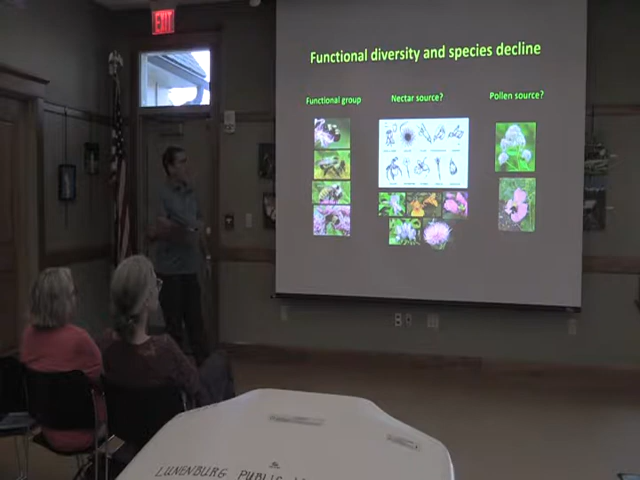 EXIT
Functional diversity and species decline
Functional group Nectar source? Pollen source?
LUNENBURG PUBLIC